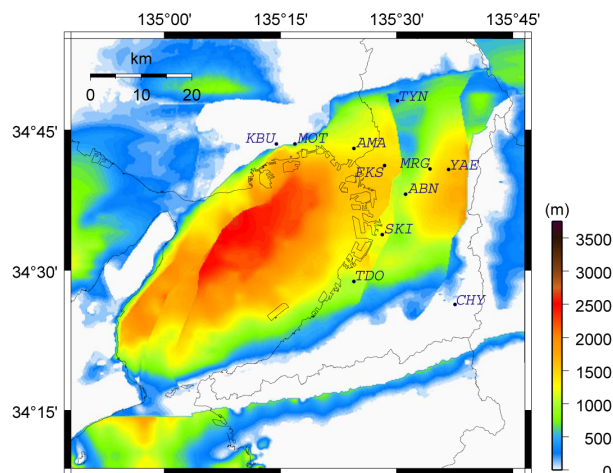 135°00' 135°15' 135°30' 135°45'
km
0 10 20
TYN
34°45'
KBU MOT AMA
FKS MRG YAE
ABN
SKI
(m)
3500
34°30'
TDO
3000
CHY
2500
2000
1500
34°15'
1000
500
0